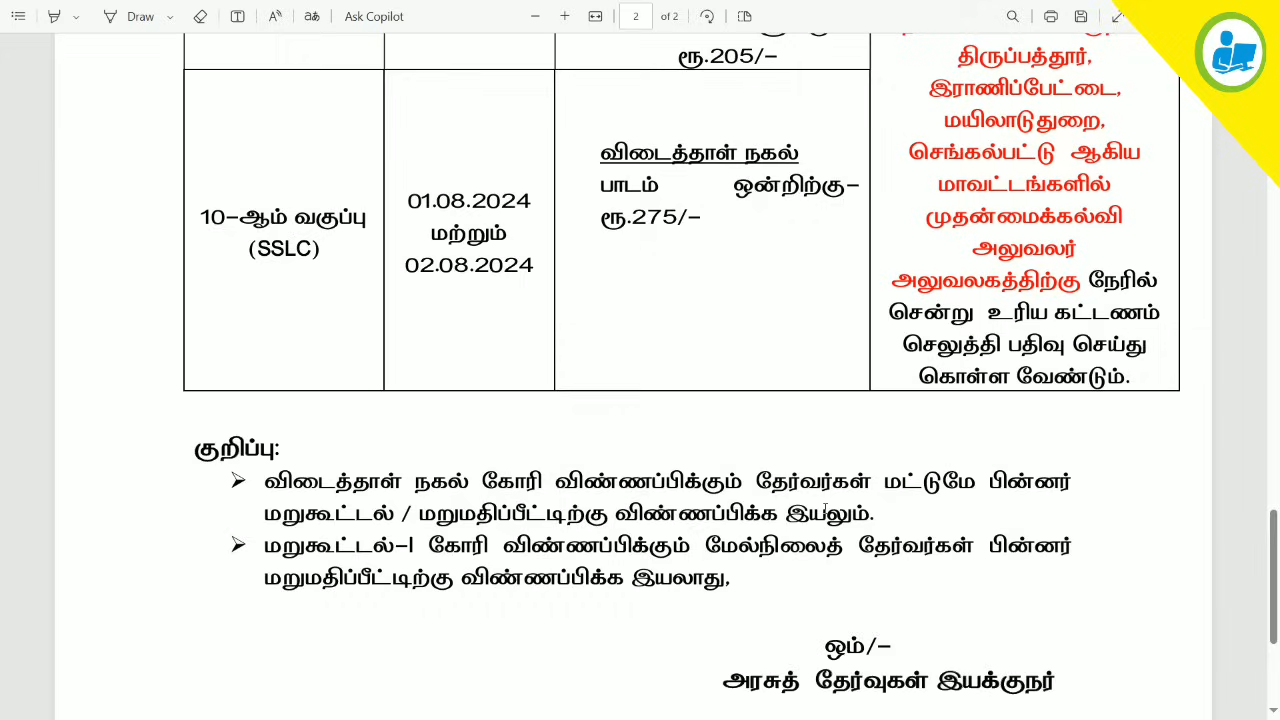 Draw
Ask Copilot
2 of 2
ரூ.205/-
திருப்பத்தூர்,
இராணிப்பேட்டை,
மயிலாடுதுறை,
செங்கல்பட்டு ஆகிய
மாவட்டங்களில்
முதன்மைக்கல்வி
அலுவலர்
அலுவலகத்திற்கு நேரில்
சென்று உரிய கட்டணம்
செலுத்தி பதிவு செய்து
கொள்ள வேண்டும்.
10-ஆம் வகுப்பு
(SSLC)
01.08.2024
மற்றும்
02.08.2024
விடைத்தாள் நகல்
பாடம் ஒன்றிற்கு-
ரூ.275/-
குறிப்பு:
விடைத்தாள் நகல் கோரி விண்ணப்பிக்கும் தேர்வர்கள் மட்டுமே பின்னர்
மறுகூட்டல் / மறுமதிப்பீட்டிற்கு விண்ணப்பிக்க இயலும்.
மறுகூட்டல்-I கோரி விண்ணப்பிக்கும் மேல்நிலைத் தேர்வர்கள் பின்னர்
மறுமதிப்பீட்டிற்கு விண்ணப்பிக்க இயலாது,
ஒம்/-
அரசுத் தேர்வுகள் இயக்குநர்